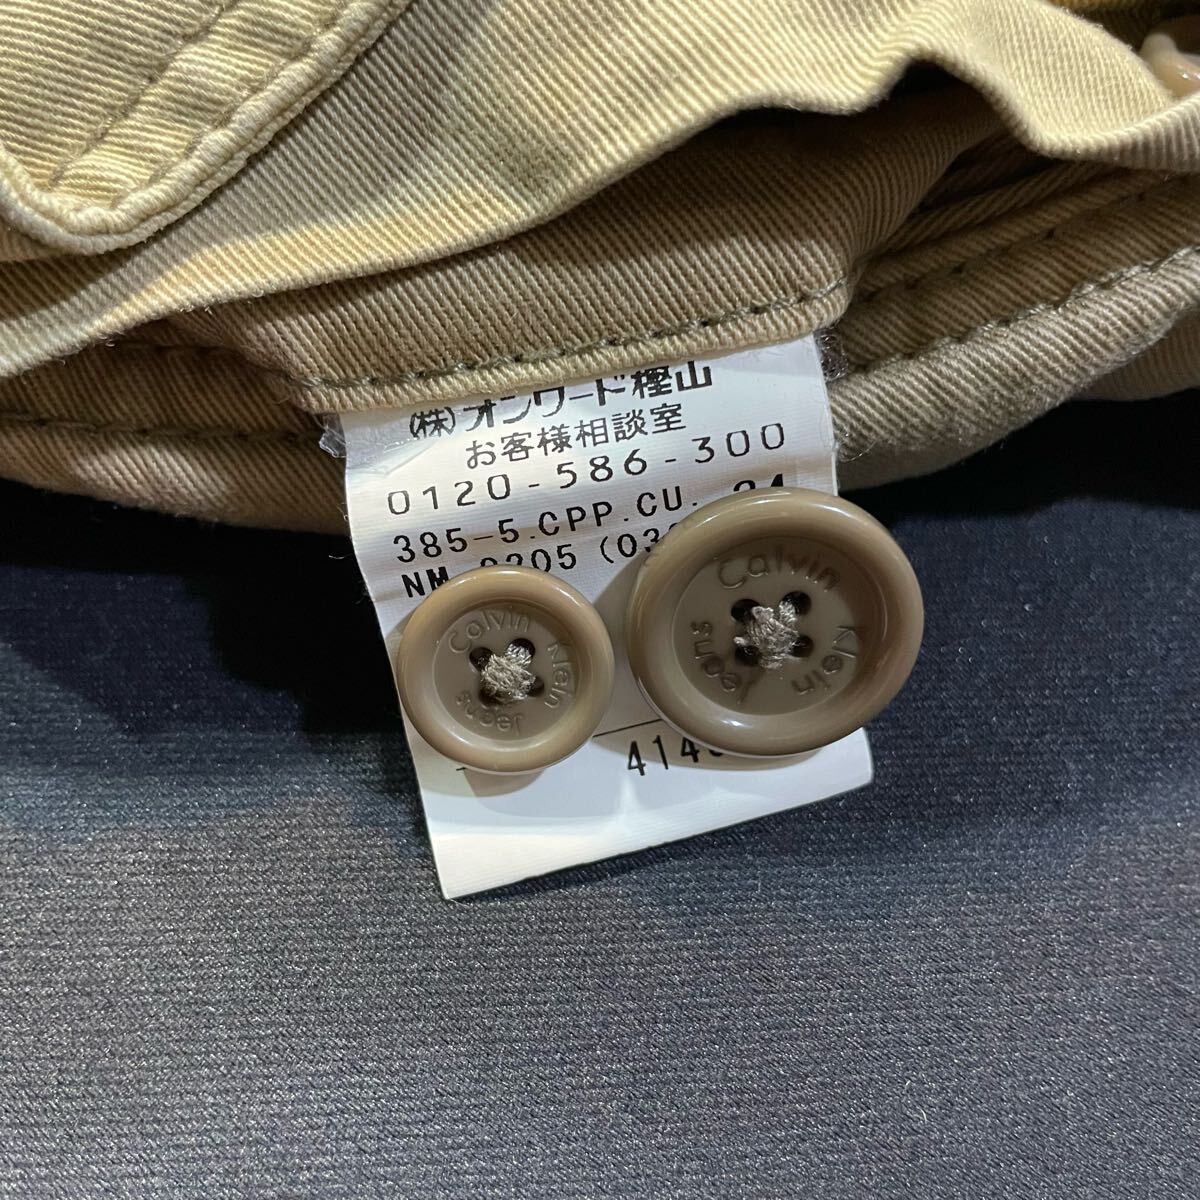 (株)オンワード樫山
お客様相談室
0120-586-300
385-5.CPP.CU.
NM
Calvin Klein
Jeans
Calvin Klein
Jeans